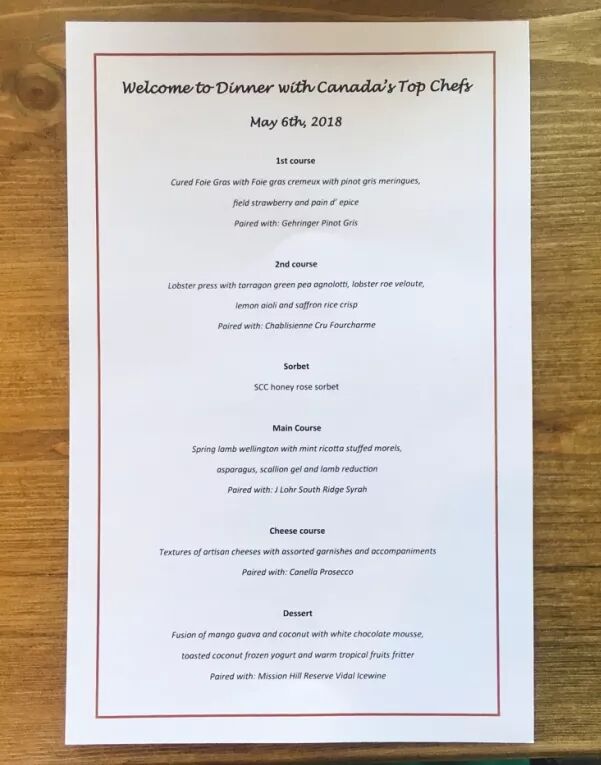 Welcome to Dinner with Canada's Top Chefs
May 6th, 2018
1st course
Cured Foie Gras with Foie gras cremeux with pinot gris meringues,
field strawberry and pain d' epice
Paired with: Gehringer Pinot Gris
2nd course
Lobster press with tarragon green pea agnolotti, lobster roe veloute,
lemon aioli and saffron rice crisp
Paired with: Chablisienne Cru Fourcharme
Sorbet
SCC honey rose sorbet
Main Course
Spring lamb wellington with mint ricotta stuffed morels,
asparagus, scallion gel and lamb reduction
Paired with: J Lohr South Ridge Syrah
Cheese course
Textures of artisan cheeses with assorted garnishes and accompaniments
Paired with: Canella Prosecco
Dessert
Fusion of mango guava and coconut with white chocolate mousse,
toasted coconut frozen yogurt and warm tropical fruits fritter
Paired with: Mission Hill Reserve Vidal Icewine